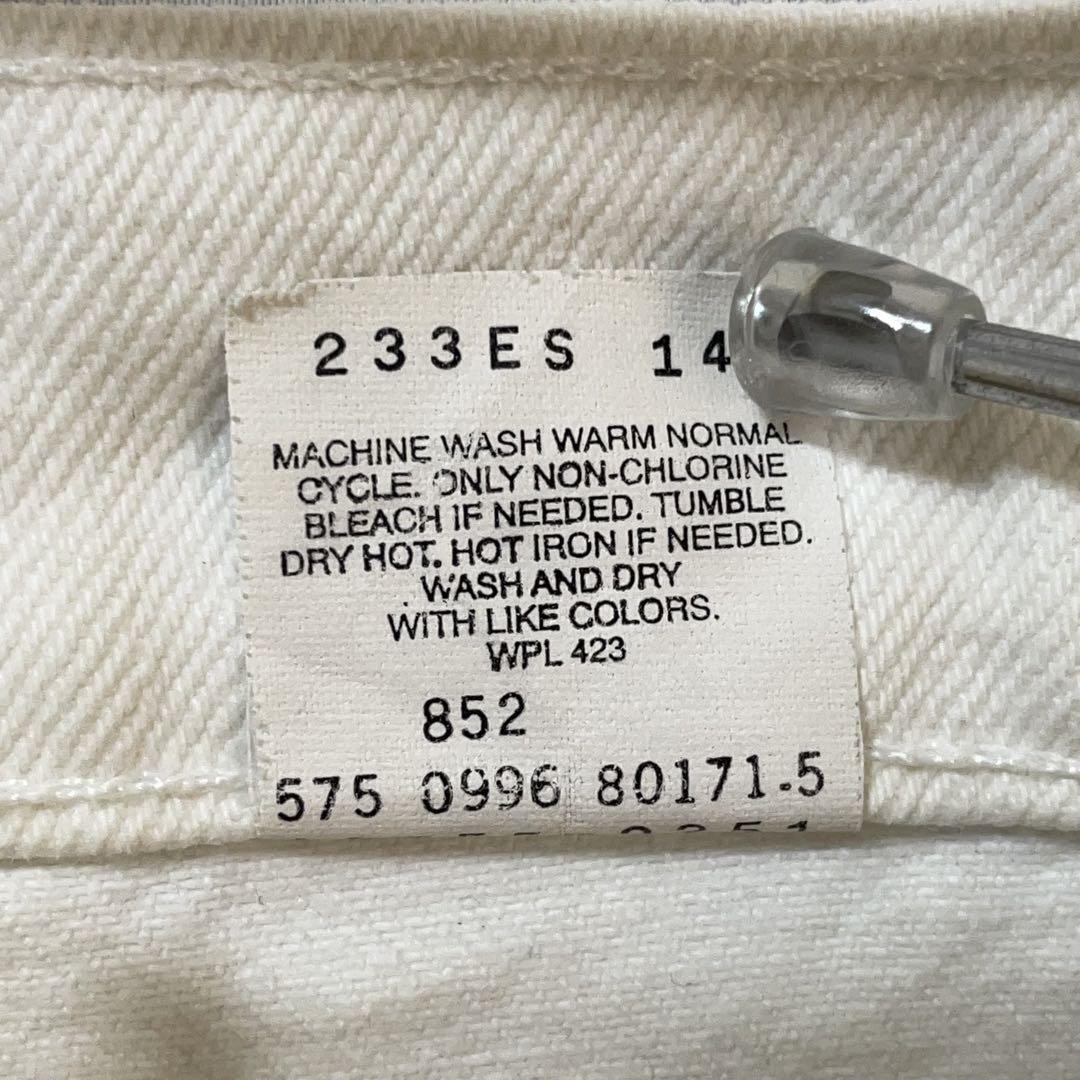 233ES 14
MACHINE WASH WARM NORMAL
CYCLE. ONLY NON-CHLORINE
BLEACH IF NEEDED. TUMBLE
DRY HOT. HOT IRON IF NEEDED.
WASH AND DRY
WITH LIKE COLORS.
WPL 423
852
575 0996 80171.5